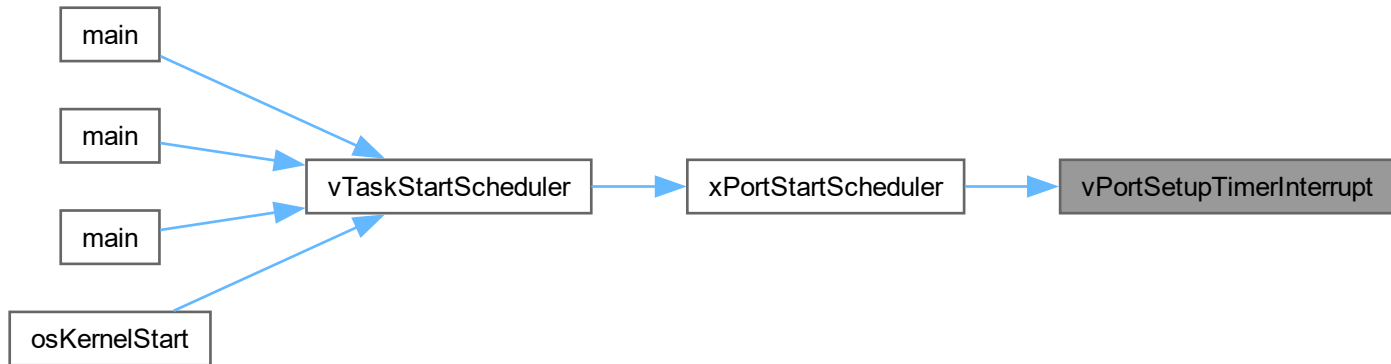 main
main
vTaskStartScheduler
xPortStartScheduler
vPortSetupTimerInterrupt
main
osKernelStart